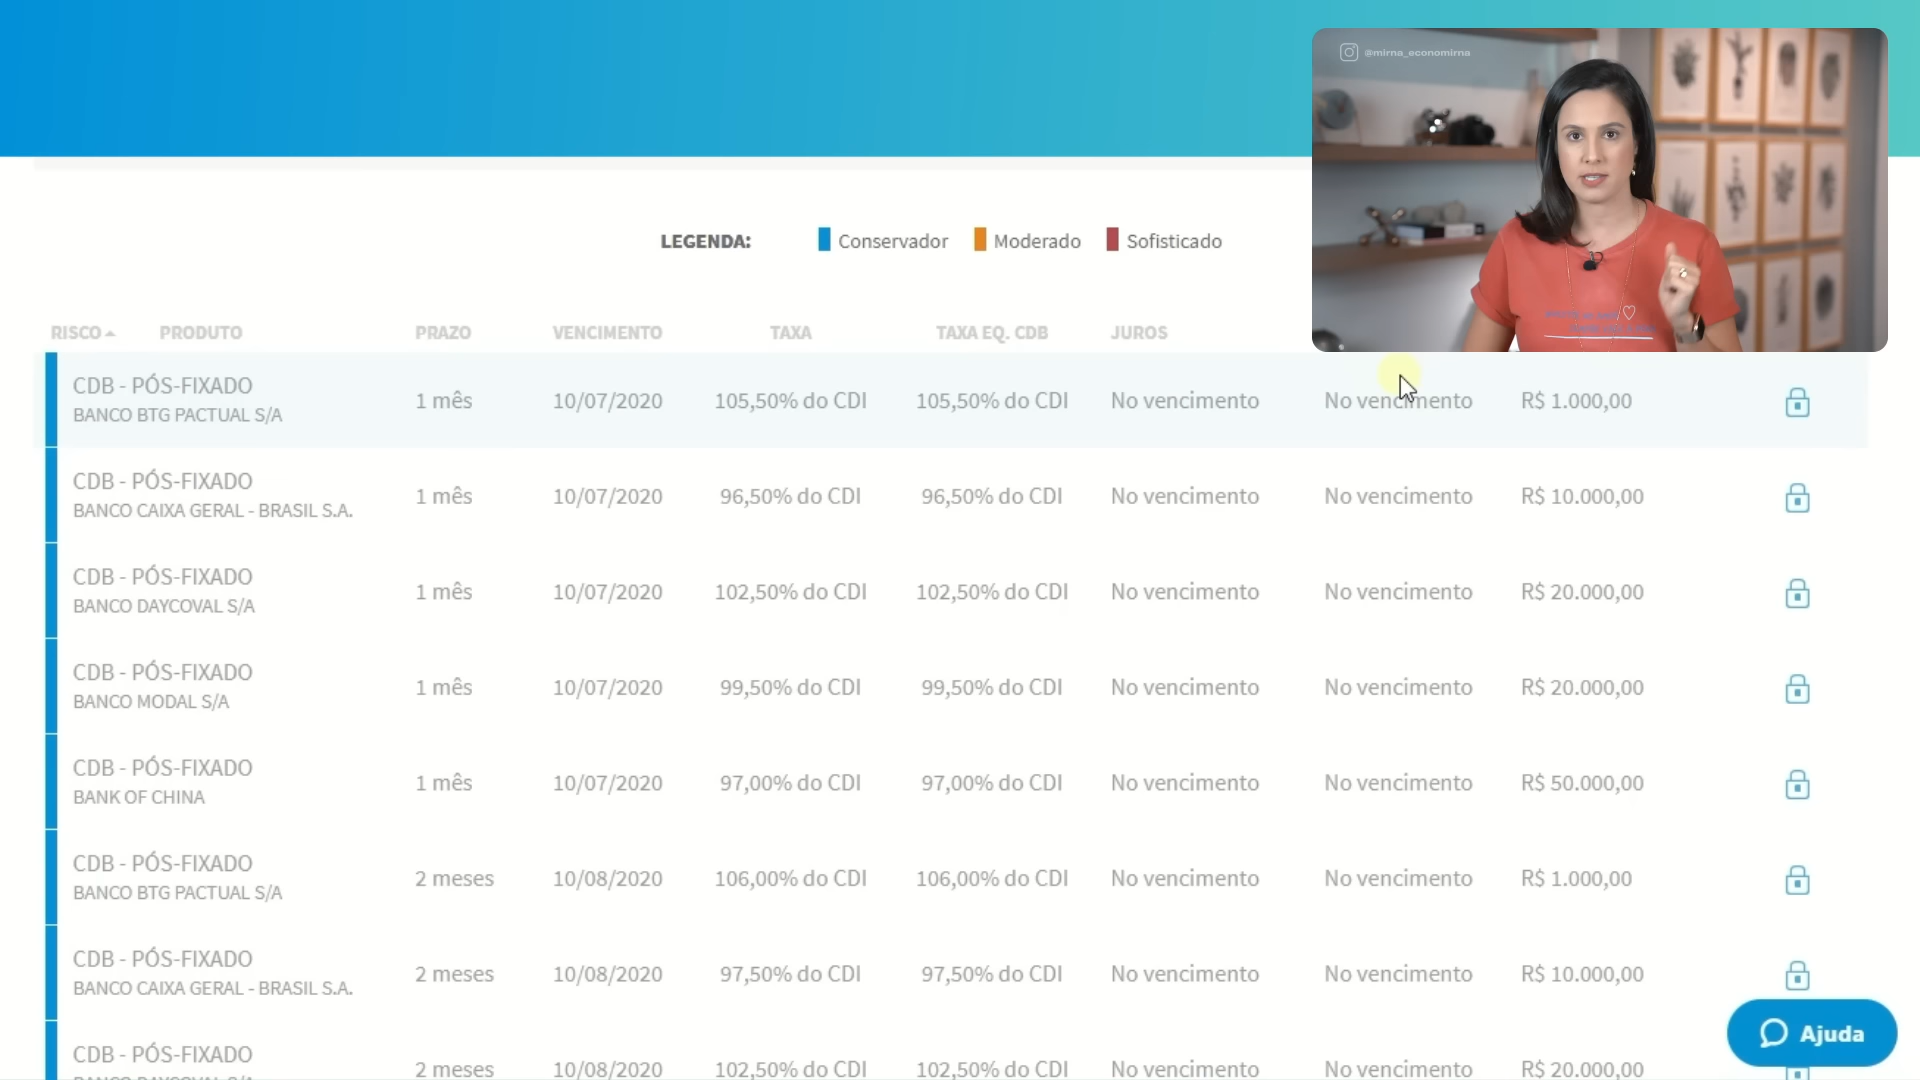 @mirna_economirna
LEGENDA: Conservador Moderado Sofisticado
RISCO PRODUTO PRAZO VENCIMENTO TAXA TAXA EQ. CDB JUROS
CDB - PÓS-FIXADO
BANCO BTG PACTUAL S/A
1 mês 10/07/2020 105,50% do CDI 105,50% do CDI No vencimento No vencimento R$ 1.000,00
CDB - PÓS-FIXADO
BANCO CAIXA GERAL - BRASIL S.A.
1 mês 10/07/2020 96,50% do CDI 96,50% do CDI No vencimento No vencimento R$ 10.000,00
CDB - PÓS-FIXADO
BANCO DAYCOVAL S/A
1 mês 10/07/2020 102,50% do CDI 102,50% do CDI No vencimento No vencimento R$ 20.000,00
CDB - PÓS-FIXADO
BANCO MODAL S/A
1 mês 10/07/2020 99,50% do CDI 99,50% do CDI No vencimento No vencimento R$ 20.000,00
CDB - PÓS-FIXADO
BANK OF CHINA
1 mês 10/07/2020 97,00% do CDI 97,00% do CDI No vencimento No vencimento R$ 50.000,00
CDB - PÓS-FIXADO
BANCO BTG PACTUAL S/A
2 meses 10/08/2020 106,00% do CDI 106,00% do CDI No vencimento No vencimento R$ 1.000,00
CDB - PÓS-FIXADO
BANCO CAIXA GERAL - BRASIL S.A.
2 meses 10/08/2020 97,50% do CDI 97,50% do CDI No vencimento No vencimento R$ 10.000,00
CDB - PÓS-FIXADO
2 meses 10/08/2020 102,50% do CDI 102,50% do CDI No vencimento No vencimento R$ 20.000,00
Ajuda